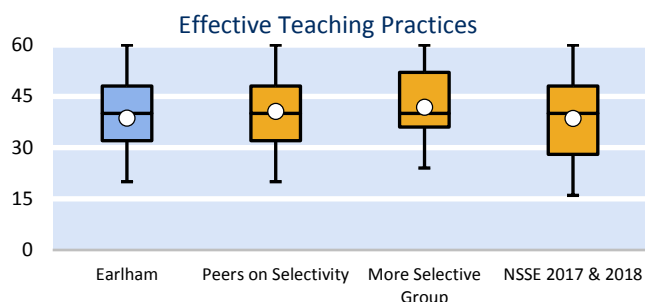 Effective Teaching Practices
60
45
30
15
0
Earlham Peers on Selectivity More Selective NSSE 2017 & 2018
Group